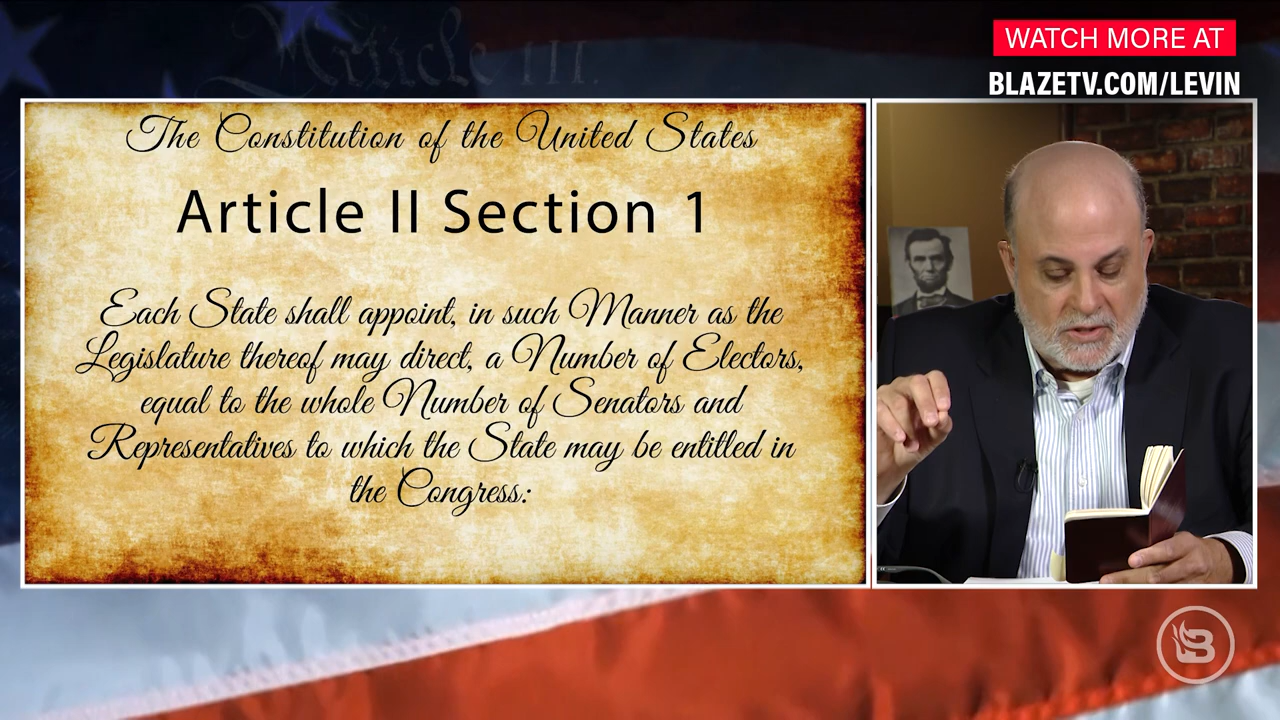 Article III.
WATCH MORE AT
BLAZETV.COM/LEVIN
The Constitution of the United States
Article II Section 1
Each State shall appoint, in such Manner as the
Legislature thereof may direct, a Number of Electors,
equal to the whole Number of Senators and
Representatives to which the State may be entitled in
the Congress:
B